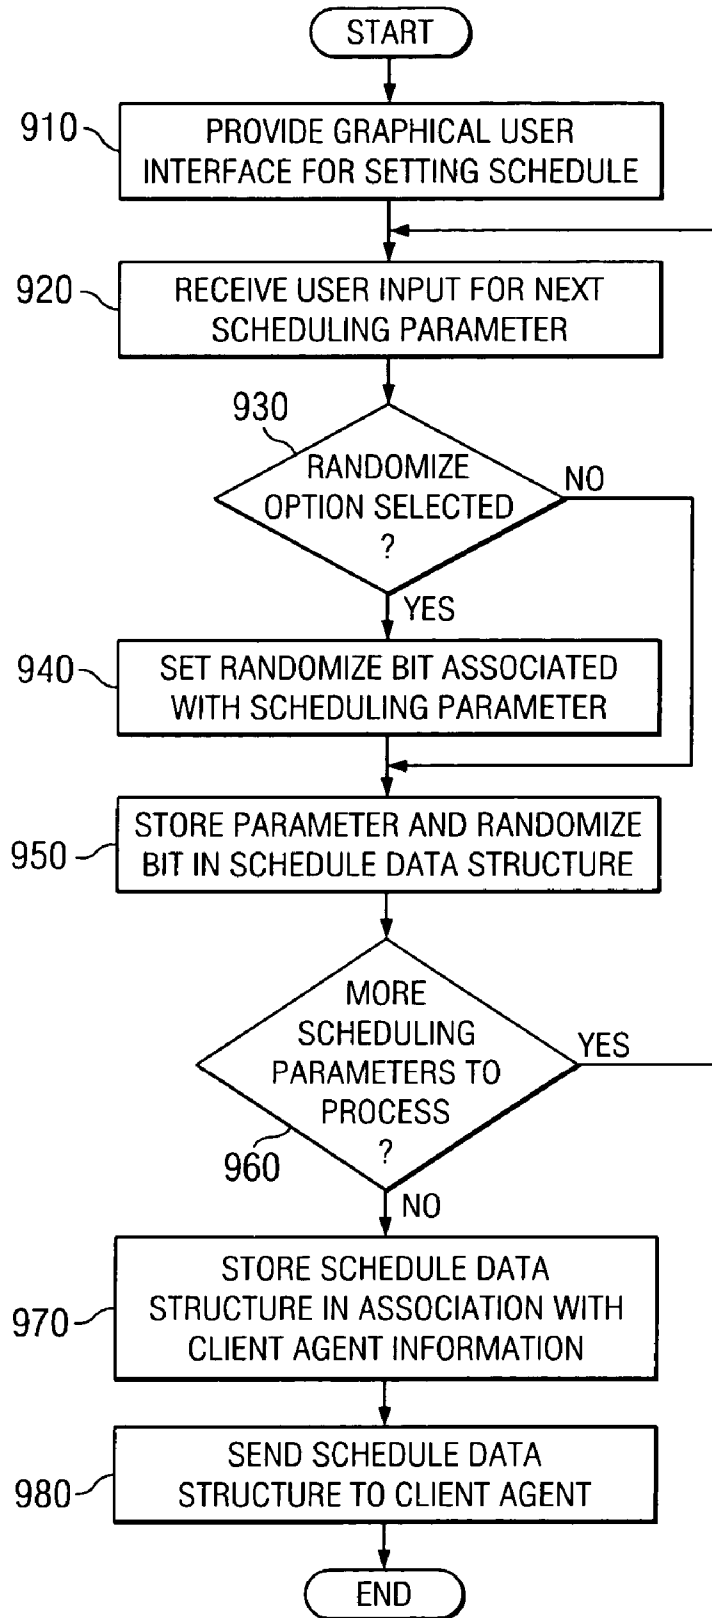 START
910
PROVIDE GRAPHICAL USER
INTERFACE FOR SETTING SCHEDULE
920
RECEIVE USER INPUT FOR NEXT
SCHEDULING PARAMETER
930
RANDOMIZE
OPTION SELECTED
?
NO
YES
940
SET RANDOMIZE BIT ASSOCIATED
WITH SCHEDULING PARAMETER
950
STORE PARAMETER AND RANDOMIZE
BIT IN SCHEDULE DATA STRUCTURE
MORE
SCHEDULING
PARAMETERS TO
PROCESS
?
YES
960
NO
970
STORE SCHEDULE DATA
STRUCTURE IN ASSOCIATION WITH
CLIENT AGENT INFORMATION
980
SEND SCHEDULE DATA
STRUCTURE TO CLIENT AGENT
END